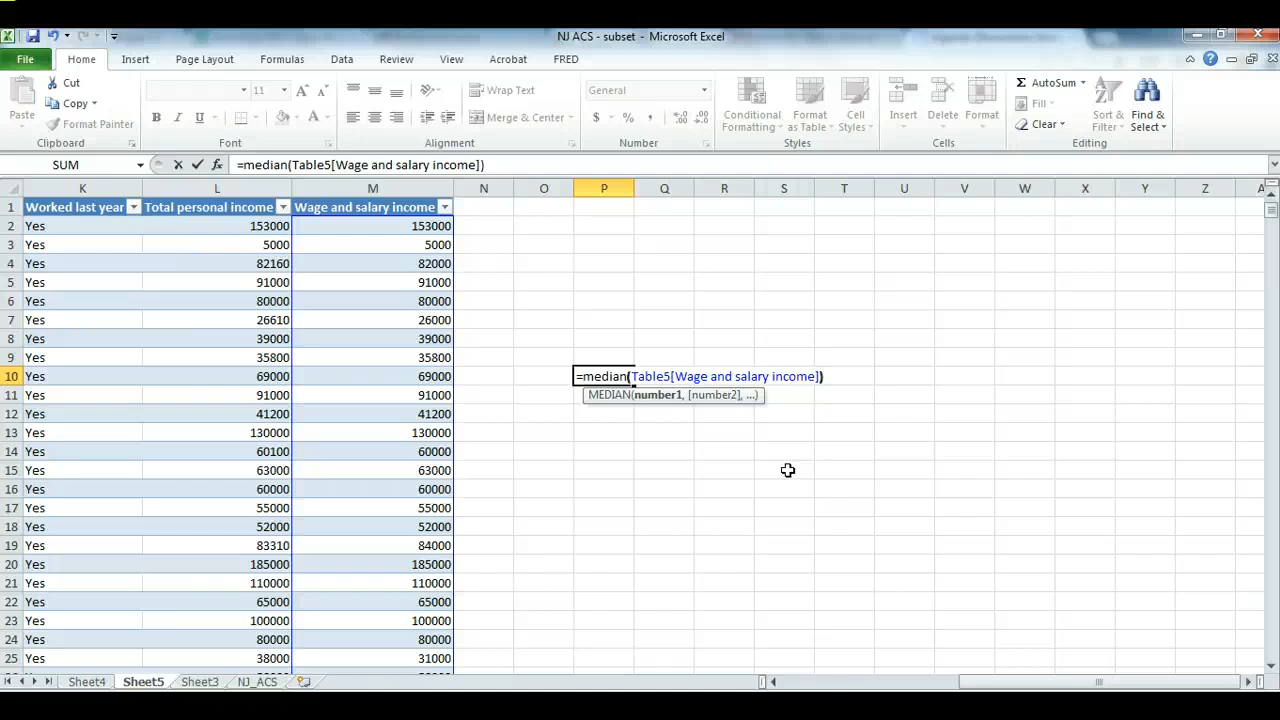 NJ ACS - subset - Microsoft Excel
File Home Insert Page Layout Formulas Data Review View Acrobat FRED
Paste
Cut
Copy
Format Painter
Clipboard
11
B I U
Font
Wrap Text
Merge & Center
Alignment
General
$ % ,
Number
Conditional Formatting
Format as Table
Cell Styles
Styles
Insert
Delete
Format
Cells
AutoSum
Fill
Clear
Sort & Filter
Find & Select
Editing
SUM =median(Table5[Wage and salary income])
K L M N O P Q R S T U V W X Y Z
1 Worked last year Total personal income Wage and salary income
2 Yes 153000 153000
3 Yes 5000 5000
4 Yes 82160 82000
5 Yes 91000 91000
6 Yes 80000 80000
7 Yes 26610 26000
8 Yes 39000 39000
9 Yes 35800 35800
10 Yes 69000 69000 =median(Table5[Wage and salary income])
11 Yes 91000 91000 MEDIAN(number1, [number2], ...)
12 Yes 41200 41200
13 Yes 130000 130000
14 Yes 60100 60000
15 Yes 63000 63000
16 Yes 60000 60000
17 Yes 55000 55000
18 Yes 52000 52000
19 Yes 83310 84000
20 Yes 185000 185000
21 Yes 110000 110000
22 Yes 65000 65000
23 Yes 100000 100000
24 Yes 80000 80000
25 Yes 38000 31000
Sheet4 Sheet5 Sheet3 NJ_ACS